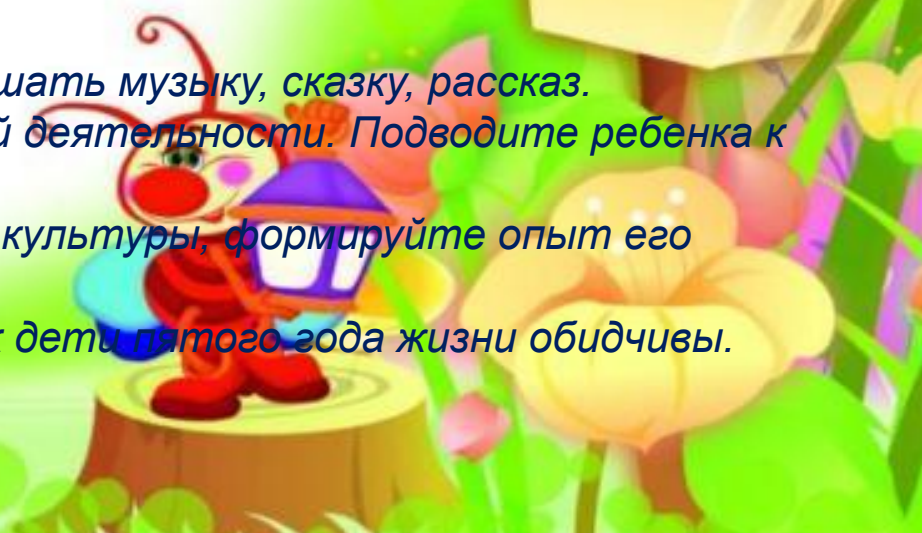 шать музыку, сказку, рассказ.
й деятельности. Подводите ребенка к
культуры, формируйте опыт его
к дети пятого года жизни обидчивы.